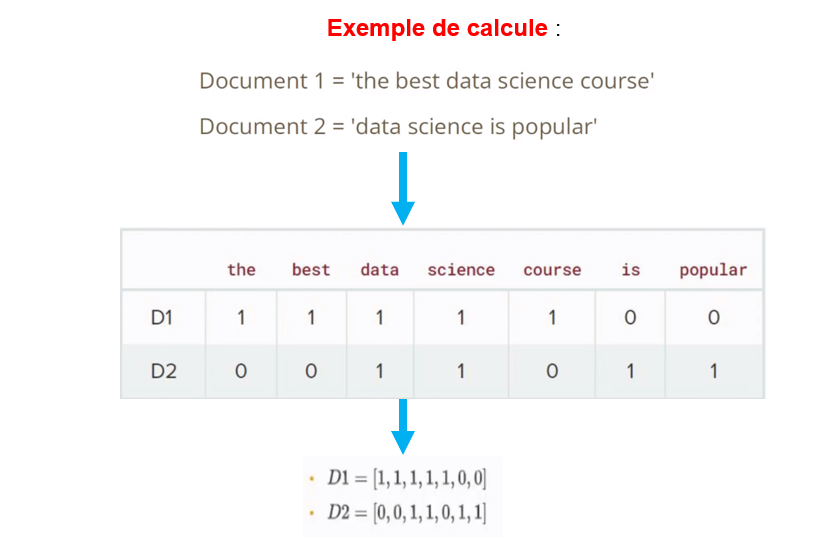 Exemple de calcule :
Document 1 = 'the best data science course'
Document 2 = 'data science is popular'
the best data science course is popular
D1 1 1 1 1 1 0 0
D2 0 0 1 1 0 1 1
• D1 = [1, 1, 1, 1, 1, 0, 0]
• D2 = [0, 0, 1, 1, 0, 1, 1]